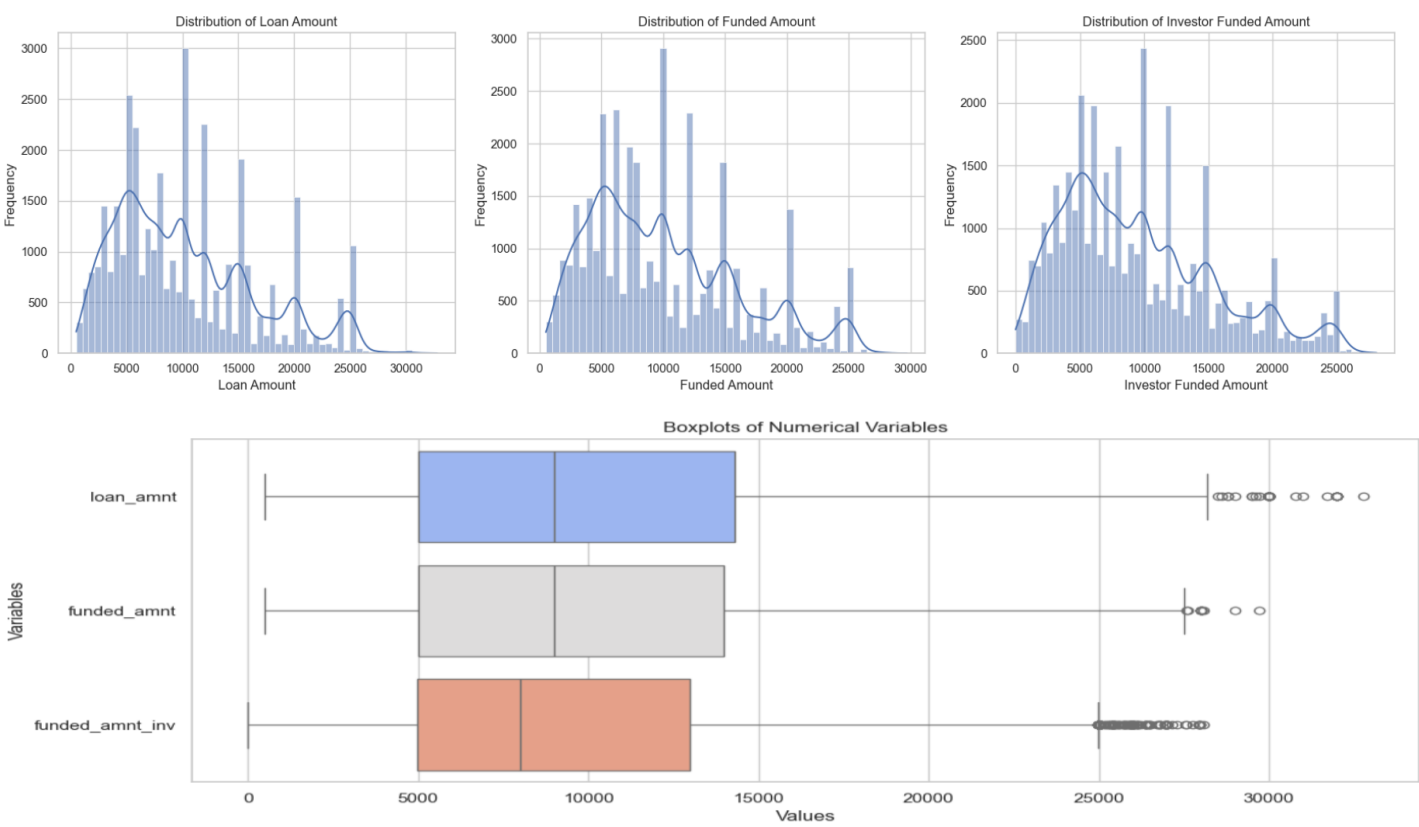 Distribution of Loan Amount
Frequency
3000
2500
2000
1500
1000
500
0
0 5000 10000 15000 20000 25000 30000
Loan Amount
Distribution of Funded Amount
Frequency
3000
2500
2000
1500
1000
500
0
0 5000 10000 15000 20000 25000 30000
Funded Amount
Distribution of Investor Funded Amount
Frequency
2500
2000
1500
1000
500
0
0 5000 10000 15000 20000 25000
Investor Funded Amount
Boxplots of Numerical Variables
Variables
loan_amnt
funded_amnt
funded_amnt_inv
0 5000 10000 15000 20000 25000 30000
Values